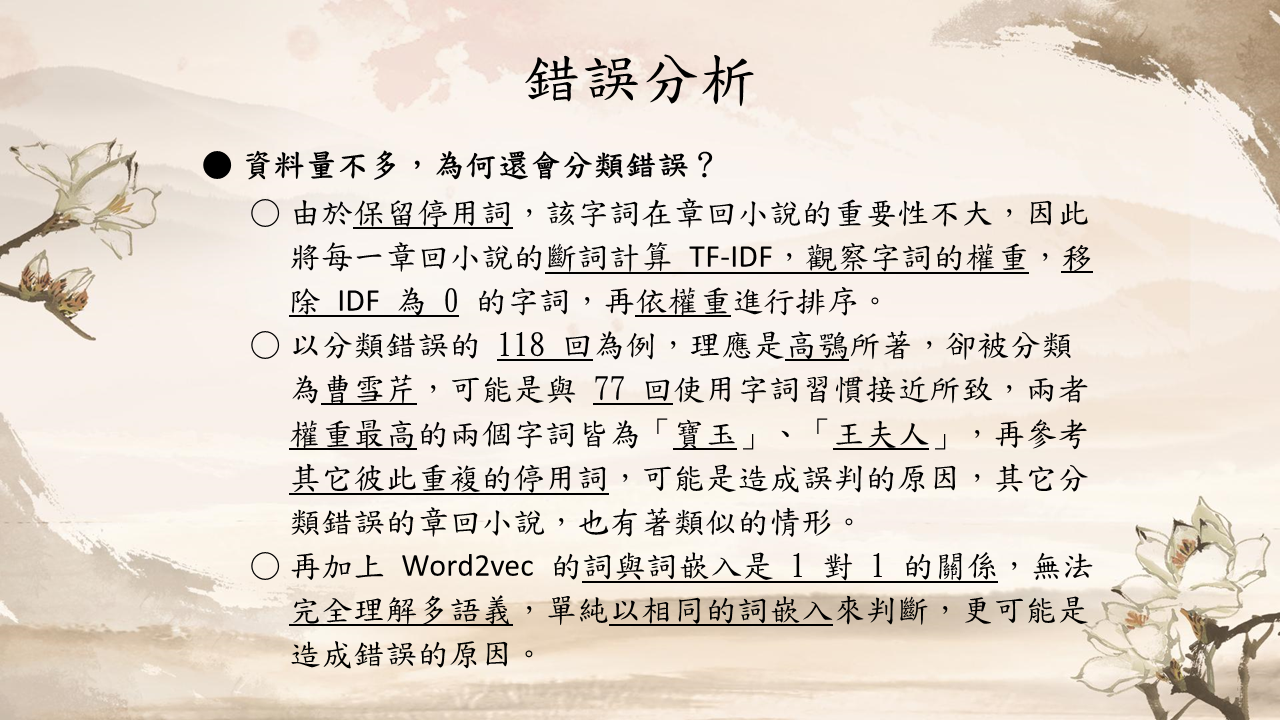 錯誤分析
● 資料量不多，為何還會分類錯誤？
○ 由於保留停用詞，該字詞在章回小說的重要性不大，因此
將每一章回小說的斷詞計算 TF-IDF，觀察字詞的權重，移
除 IDF 為 0 的字詞，再依權重進行排序。
○ 以分類錯誤的 118 回為例，理應是高鶚所著，卻被分類
為曹雪芹，可能是與 77 回使用字詞習慣接近所致，兩者
權重最高的兩個字詞皆為「寶玉」、「王夫人」，再參考
其它彼此重複的停用詞，可能是造成誤判的原因，其它分
類錯誤的章回小說，也有著類似的情形。
○ 再加上 Word2vec 的詞與詞嵌入是 1 對 1 的關係，無法
完全理解多語義，單純以相同的詞嵌入來判斷，更可能是
造成錯誤的原因。